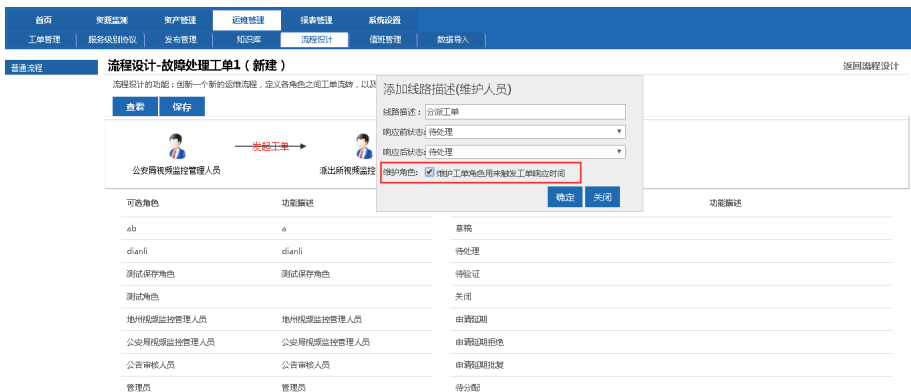 首页 资源监测 资产管理 运维管理 报表管理 系统设置
工单管理 服务级别协议 发布管理 知识库 流程设计 值班管理 数据导入
普通流程
流程设计-故障处理工单1（新建）
返回流程设计
流程设计的功能：创新一个新的运维流程，定义各角色之间工单流转，以及
查看 保存
添加线路描述(维护人员)
线路描述： 分派工单
响应前状态: 待处理
响应后状态: 待处理
维护角色: 维护工单角色用来触发工单响应时间
确定 关闭
发起工单
公安局视频监控管理人员 派出所视频监控
可选角色 功能描述 功能描述
ab a 草稿
dianli dianli 待处理
测试保存角色 测试保存角色 待验证
测试角色 关闭
地州视频监控管理人员 地州视频监控管理人员 申请延期
公安局视频监控管理人员 公安局视频监控管理人员 申请延期拒绝
公告审核人员 公告审核人员 申请延期批复
管理员 管理员 待分配